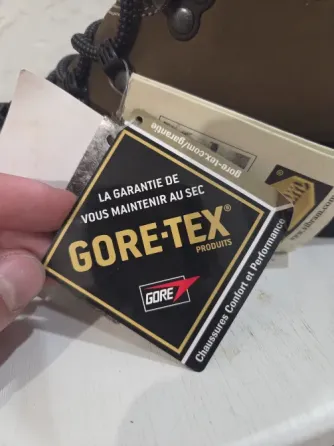 LA GARANTIE DE
VOUS MAINTENIR AU SEC
GORE-TEX®
PRODUITS
GORE
Chaussures Confort et Performance
gore-tex.com/garantie